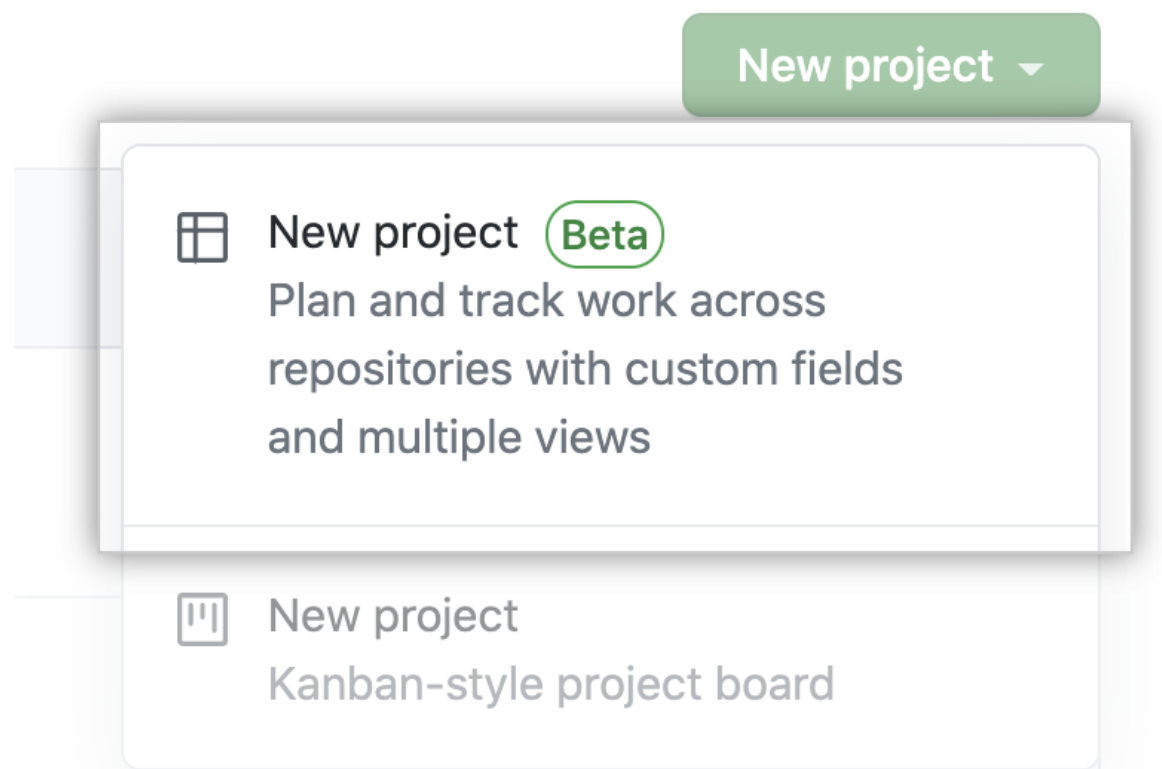 New project
New project Beta
Plan and track work across
repositories with custom fields
and multiple views
New project
Kanban-style project board